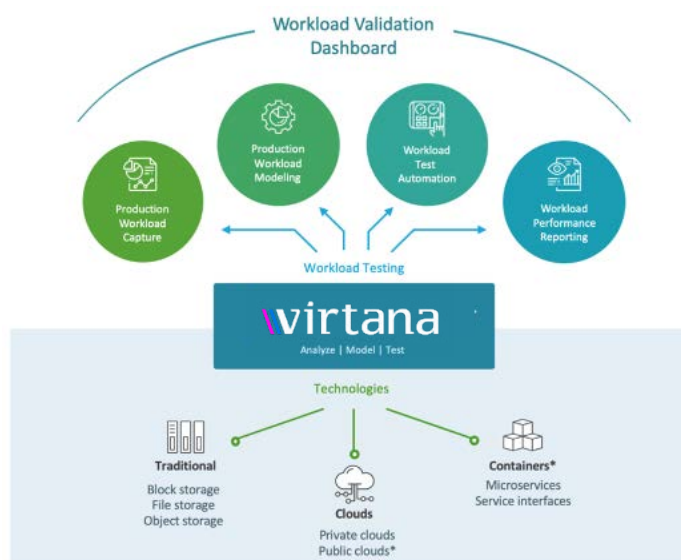 Workload Validation
Dashboard
Production
Workload
Capture
Production
Workload
Modeling
Workload
Test
Automation
Workload
Performance
Reporting
Workload Testing
virtana
Analyze | Model | Test
Technologies
Traditional
Block storage
File storage
Object storage
Clouds
Private clouds
Public clouds*
Containers*
Microservices
Service interfaces